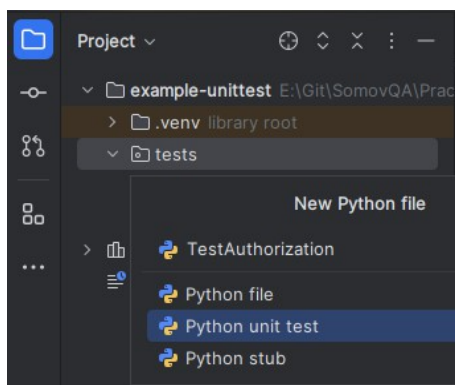 Project
example-unittest E:\Git\SomovQA\Prac
.venv library root
tests
New Python file
TestAuthorization
Python file
Python unit test
Python stub